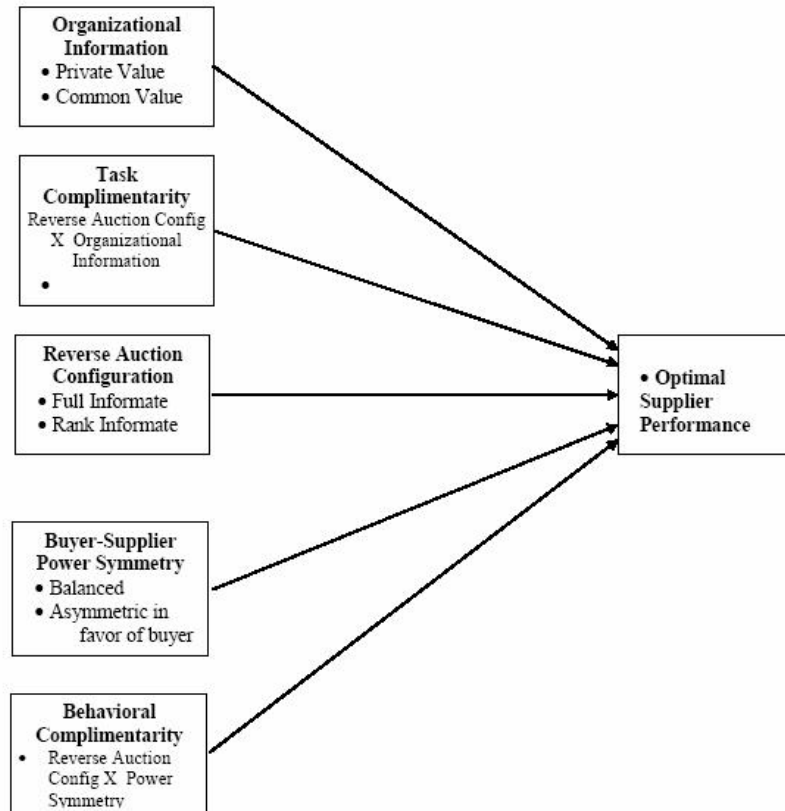 Organizational
Information
• Private Value
• Common Value
Task
Complimentarity
Reverse Auction Config
X Organizational
Information
•
Reverse Auction
Configuration
• Full Informate
• Rank Informate
• Optimal
Supplier
Performance
Buyer-Supplier
Power Symmetry
• Balanced
• Asymmetric in
favor of buyer
Behavioral
Complimentarity
• Reverse Auction
Config X Power
Symmetry